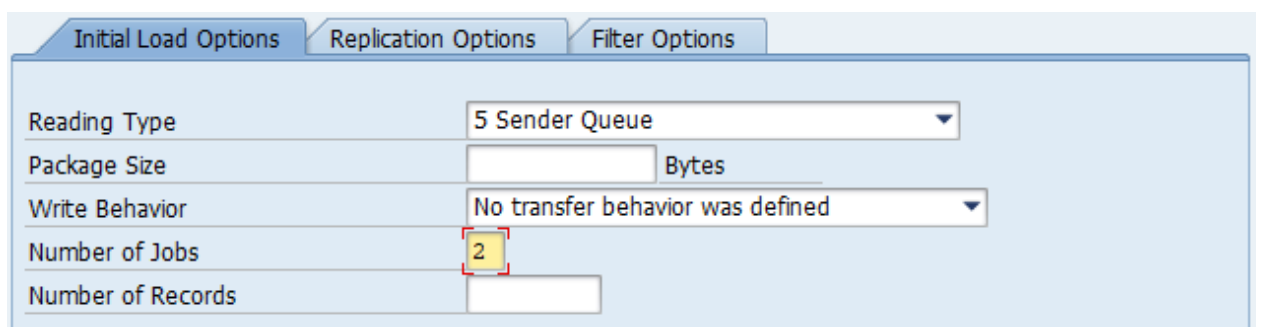 Initial Load Options Replication Options Filter Options
Reading Type 5 Sender Queue
Package Size Bytes
Write Behavior No transfer behavior was defined
Number of Jobs 2
Number of Records